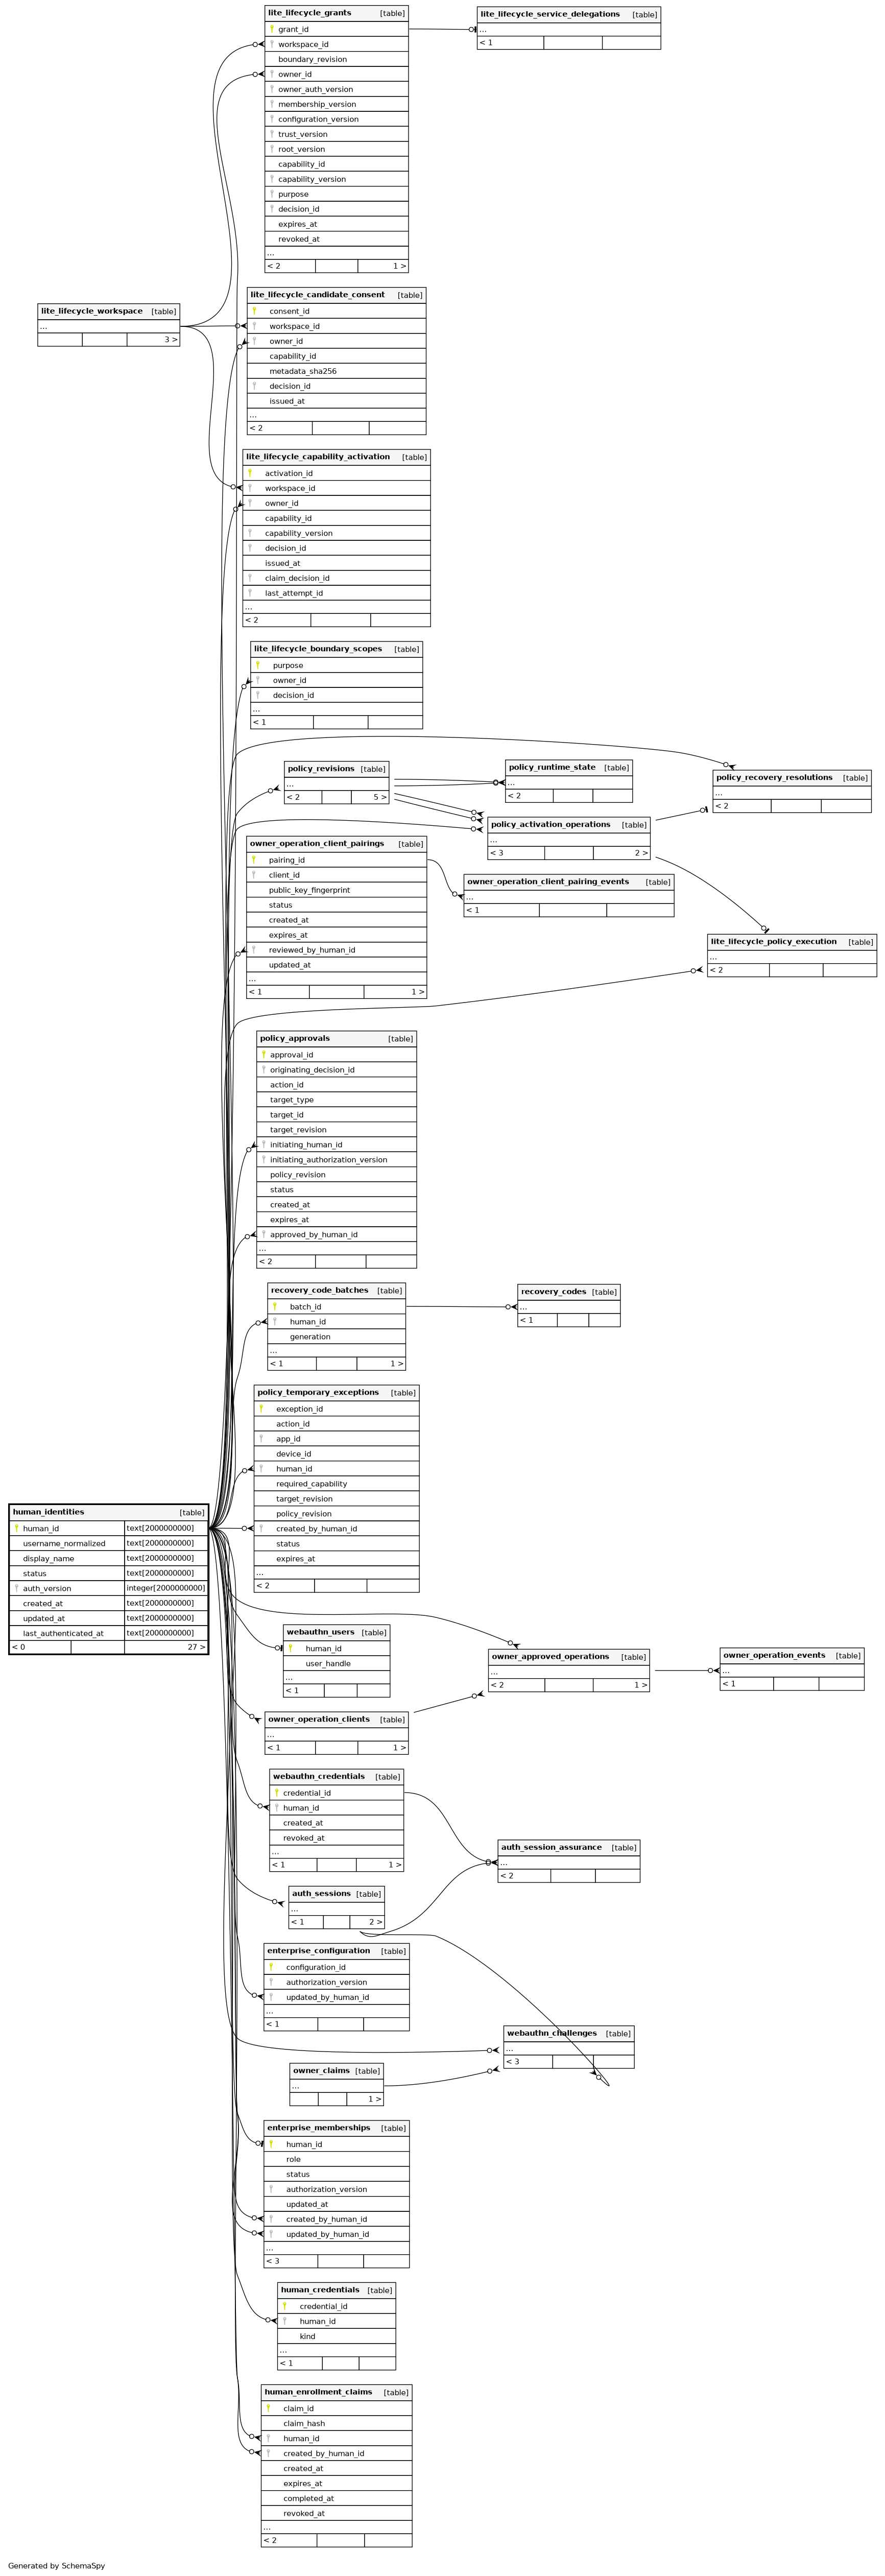 lite_lifecycle_grants [table]
grant_id
workspace_id
boundary_revision
owner_id
owner_auth_version
membership_version
configuration_version
trust_version
root_version
capability_id
capability_version
purpose
decision_id
expires_at
revoked_at
...
< 2 1 >
lite_lifecycle_service_delegations [table]
...
< 1
lite_lifecycle_workspace [table]
...
3 >
lite_lifecycle_candidate_consent [table]
consent_id
workspace_id
owner_id
capability_id
metadata_sha256
decision_id
issued_at
...
< 2
lite_lifecycle_capability_activation [table]
activation_id
workspace_id
owner_id
capability_id
capability_version
decision_id
issued_at
claim_decision_id
last_attempt_id
...
< 2
lite_lifecycle_boundary_scopes [table]
purpose
owner_id
decision_id
...
< 1
policy_revisions [table]
...
< 2 5 >
policy_runtime_state [table]
...
< 2
policy_recovery_resolutions [table]
...
< 2
policy_activation_operations [table]
...
< 3 2 >
owner_operation_client_pairings [table]
pairing_id
client_id
public_key_fingerprint
status
created_at
expires_at
reviewed_by_human_id
updated_at
...
< 1 1 >
owner_operation_client_pairing_events [table]
...
< 1
lite_lifecycle_policy_execution [table]
...
< 2
policy_approvals [table]
approval_id
originating_decision_id
action_id
target_type
target_id
target_revision
initiating_human_id
initiating_authorization_version
policy_revision
status
created_at
expires_at
approved_by_human_id
...
< 2
recovery_code_batches [table]
batch_id
human_id
generation
...
< 1 1 >
recovery_codes [table]
...
< 1
policy_temporary_exceptions [table]
exception_id
action_id
app_id
device_id
human_id
required_capability
target_revision
policy_revision
created_by_human_id
status
expires_at
...
< 2
human_identities [table]
human_id text[2000000000]
username_normalized text[2000000000]
display_name text[2000000000]
status text[2000000000]
auth_version integer[2000000000]
created_at text[2000000000]
updated_at text[2000000000]
last_authenticated_at text[2000000000]
< 0 27 >
webauthn_users [table]
human_id
user_handle
...
< 1
owner_approved_operations [table]
...
< 2 1 >
owner_operation_events [table]
...
< 1
owner_operation_clients [table]
...
< 1 1 >
webauthn_credentials [table]
credential_id
human_id
created_at
revoked_at
...
< 1 1 >
auth_session_assurance [table]
...
< 2
auth_sessions [table]
...
< 1 2 >
enterprise_configuration [table]
configuration_id
authorization_version
updated_by_human_id
...
< 1
webauthn_challenges [table]
...
< 3
owner_claims [table]
...
1 >
enterprise_memberships [table]
human_id
role
status
authorization_version
updated_at
created_by_human_id
updated_by_human_id
...
< 3
human_credentials [table]
credential_id
human_id
kind
...
< 1
human_enrollment_claims [table]
claim_id
claim_hash
human_id
created_by_human_id
created_at
expires_at
completed_at
revoked_at
...
< 2
Generated by SchemaSpy